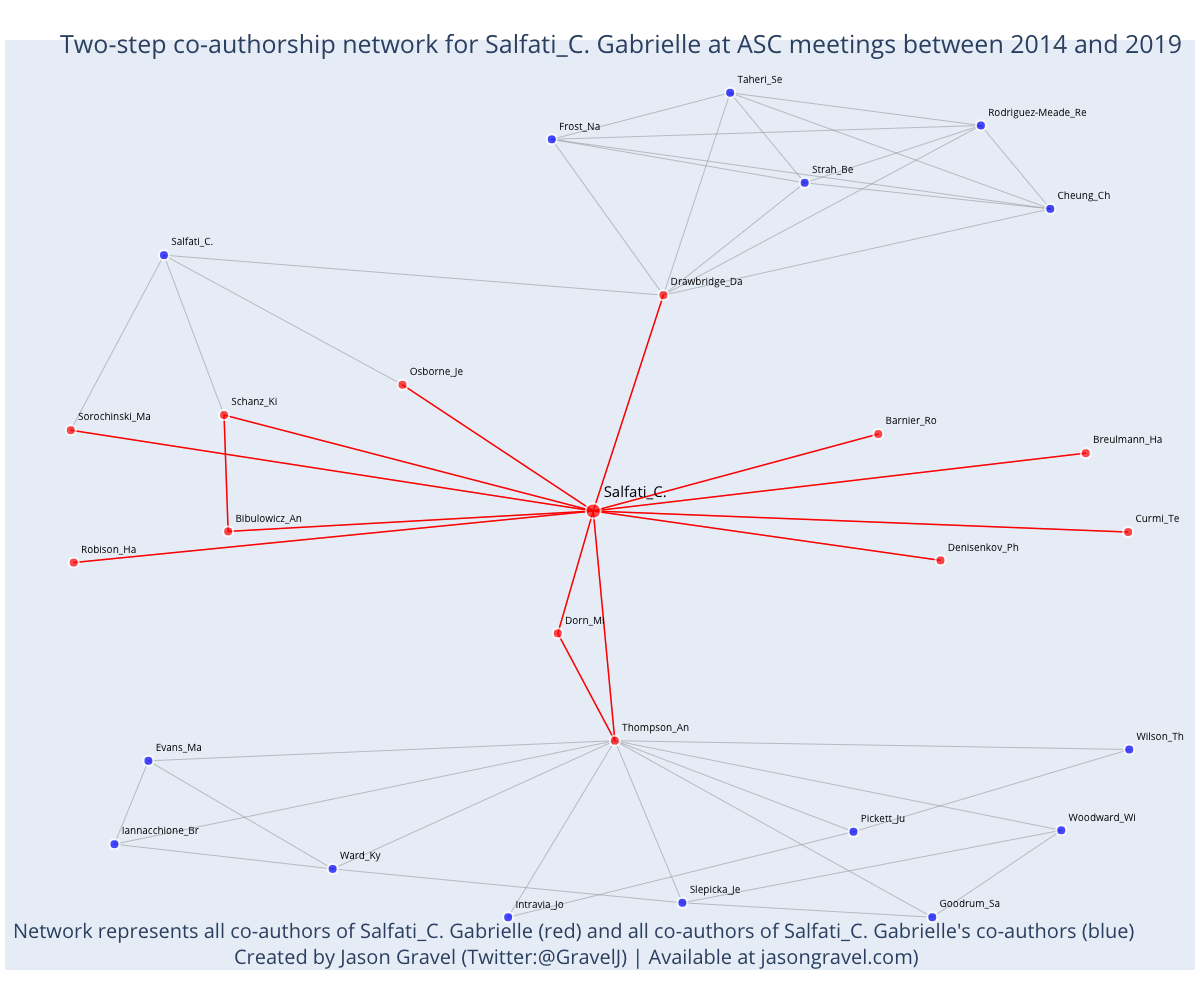 Two-step co-authorship network for Salfati_C. Gabrielle at ASC meetings between 2014 and 2019
Taheri_Se
Rodriguez-Meade_Re
Frost_Na
Strah_Be
Cheung_Ch
Salfati_C.
Drawbridge_Da
Osborne_Je
Schanz_Ki
Sorochinski_Ma
Barnier_Ro
Breulmann_Ha
Salfati_C.
Bibulowicz_An
Curmi_Te
Robison_Ha
Denisenkov_Ph
Dorn_Mi
Thompson_An
Evans_Ma
Wilson_Th
Iannacchione_Br
Pickett_Ju
Woodward_Wi
Ward_Ky
Slepicka_Je
Intravia_Jo
Goodrum_Sa
Network represents all co-authors of Salfati_C. Gabrielle (red) and all co-authors of Salfati_C. Gabrielle's co-authors (blue)
Created by Jason Gravel (Twitter:@GravelJ) | Available at jasongravel.com)